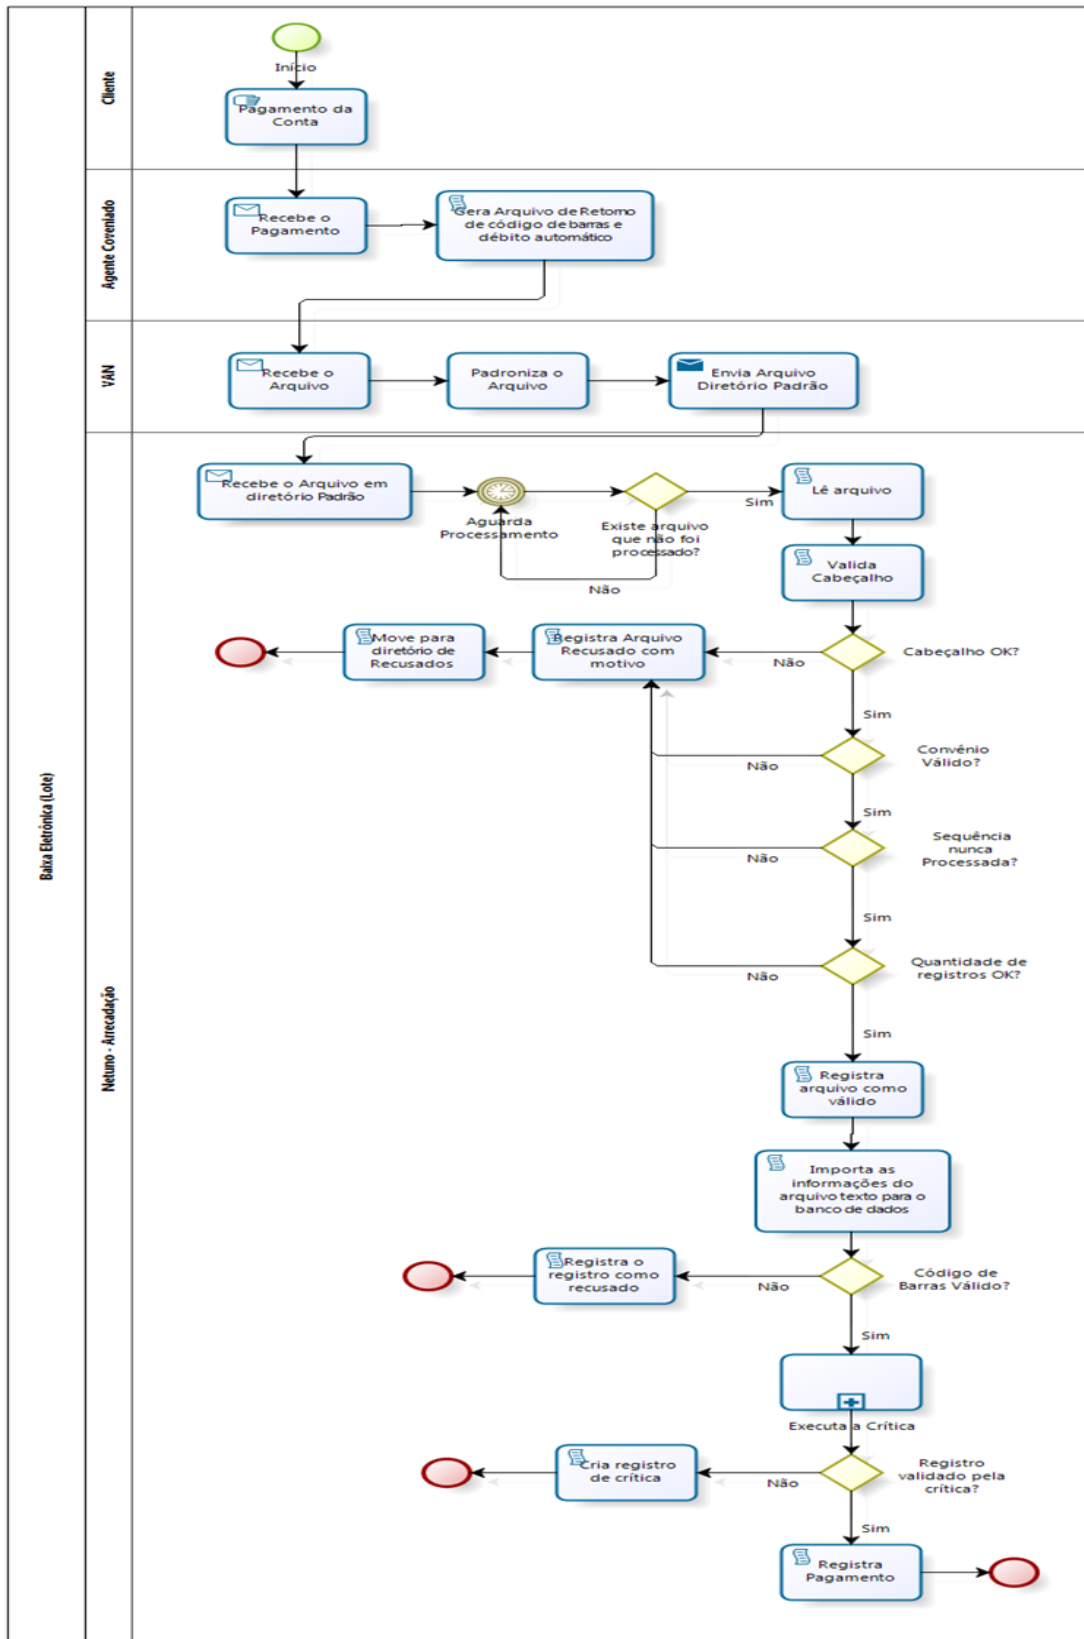 Baixa Eletrônica (Lote)
Cliente
Início
Pagamento da
Conta
Agente Coveniado
Recebe o
Pagamento
Gera Arquivo de Retorno
de código de barras e
débito automático
VAN
Recebe o
Arquivo
Padroniza o
Arquivo
Envia Arquivo
Diretório Padrão
Netuno - Arrecadação
Recebe o Arquivo em
diretório Padrão
Aguarda
Processamento
Existe arquivo
que não foi
processado?
Sim
Não
Lê arquivo
Valida
Cabeçalho
Cabeçalho OK?
Não
Registra Arquivo
Recusado com
motivo
Move para
diretório de
Recusados
Sim
Convênio
Válido?
Não
Sim
Sequência
nunca
Processada?
Não
Sim
Quantidade de
registros OK?
Não
Sim
Registra
arquivo como
válido
Importa as
informações do
arquivo texto para o
banco de dados
Código de
Barras Válido?
Não
Registra o
registro como
recusado
Sim
Executa a Crítica
Registro
validado pela
crítica?
Não
Cria registro
de crítica
Sim
Registra
Pagamento